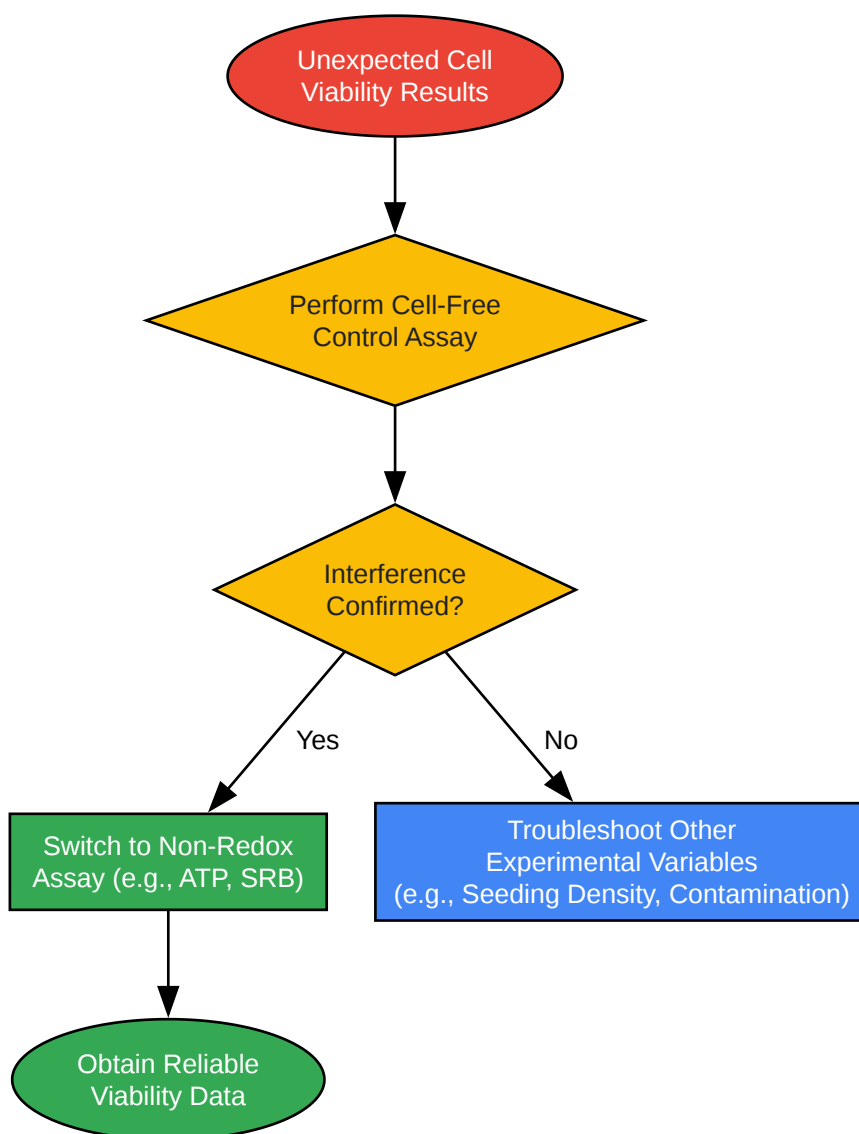 Unexpected Cell
Viability Results
Perform Cell-Free
Control Assay
Interference
Confirmed?
Yes
No
Switch to Non-Redox
Assay (e.g., ATP, SRB)
Troubleshoot Other
Experimental Variables
(e.g., Seeding Density, Contamination)
Obtain Reliable
Viability Data